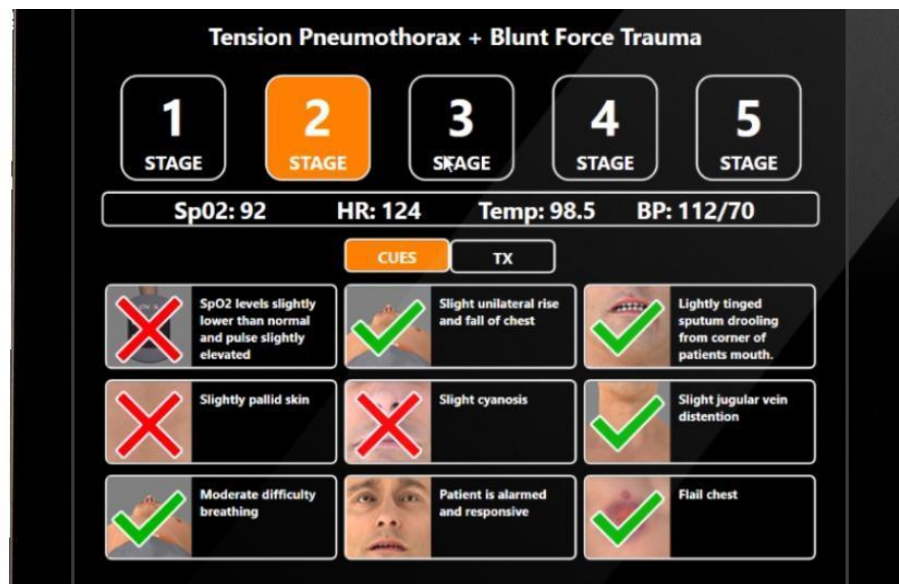 Tension Pneumothorax + Blunt Force Trauma
1
STAGE
2
STAGE
3
STAGE
4
STAGE
5
STAGE
Sp02: 92 HR: 124 Temp: 98.5 BP: 112/70
CUES
TX
SpO2 levels slightly
lower than normal
and pulse slightly
elevated
Slight unilateral rise
and fall of chest
Lightly tinged
sputum drooling
from corner of
patients mouth.
Slightly pallid skin
Slight cyanosis
Slight jugular vein
distention
Moderate difficulty
breathing
Patient is alarmed
and responsive
Flail chest